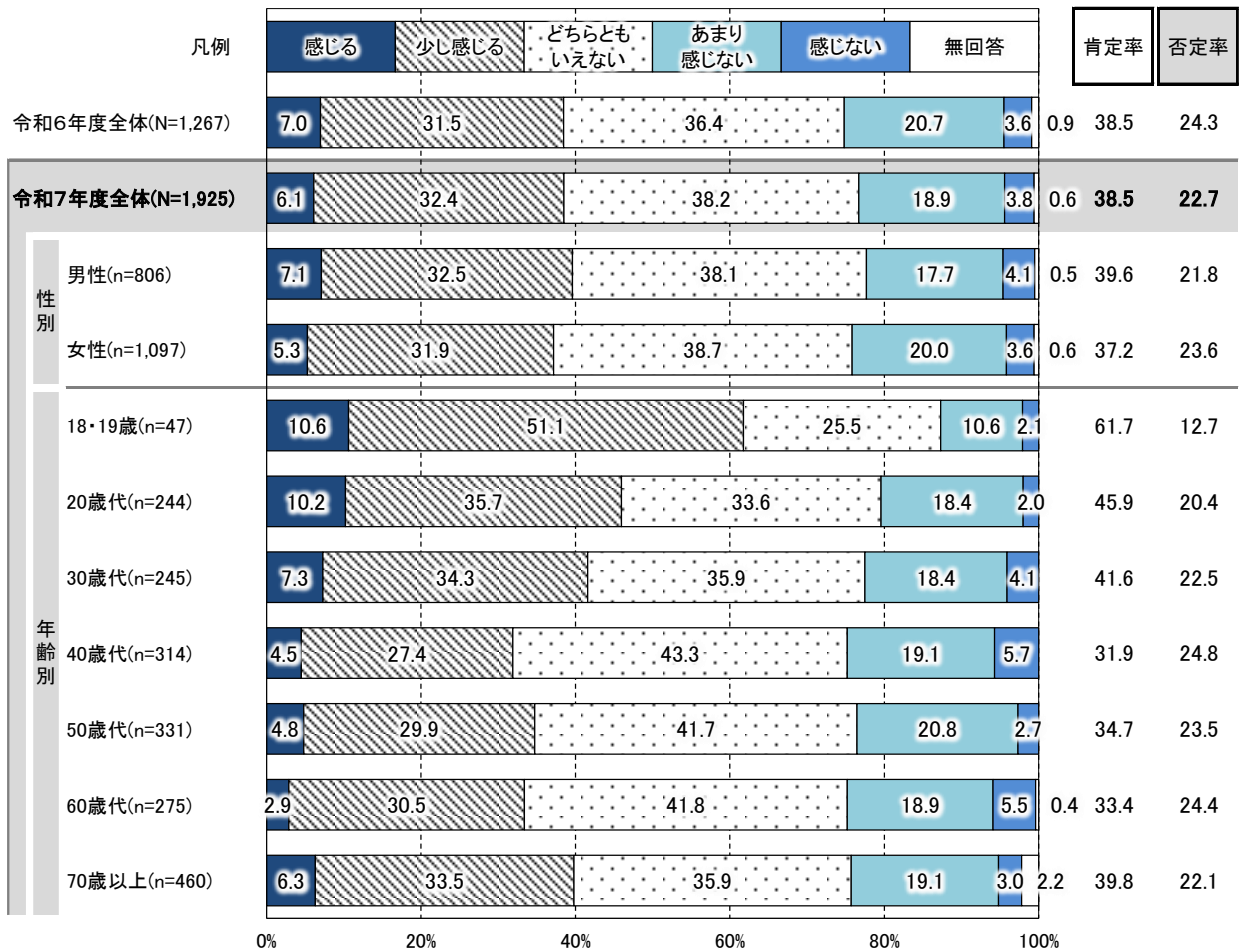 凡例 感じる 少し感じる どちらとも いえない あまり 感じない 感じない 無回答 肯定率 否定率
令和6年度全体(N=1,267) 7.0 31.5 36.4 20.7 3.6 0.9 38.5 24.3
令和7年度全体(N=1,925) 6.1 32.4 38.2 18.9 3.8 0.6 38.5 22.7
性別
男性(n=806) 7.1 32.5 38.1 17.7 4.1 0.5 39.6 21.8
女性(n=1,097) 5.3 31.9 38.7 20.0 3.6 0.6 37.2 23.6
年齢別
18・19歳(n=47) 10.6 51.1 25.5 10.6 2.1 61.7 12.7
20歳代(n=244) 10.2 35.7 33.6 18.4 2.0 45.9 20.4
30歳代(n=245) 7.3 34.3 35.9 18.4 4.1 41.6 22.5
40歳代(n=314) 4.5 27.4 43.3 19.1 5.7 31.9 24.8
50歳代(n=331) 4.8 29.9 41.7 20.8 2.7 34.7 23.5
60歳代(n=275) 2.9 30.5 41.8 18.9 5.5 0.4 33.4 24.4
70歳以上(n=460) 6.3 33.5 35.9 19.1 3.0 2.2 39.8 22.1
0% 20% 40% 60% 80% 100%